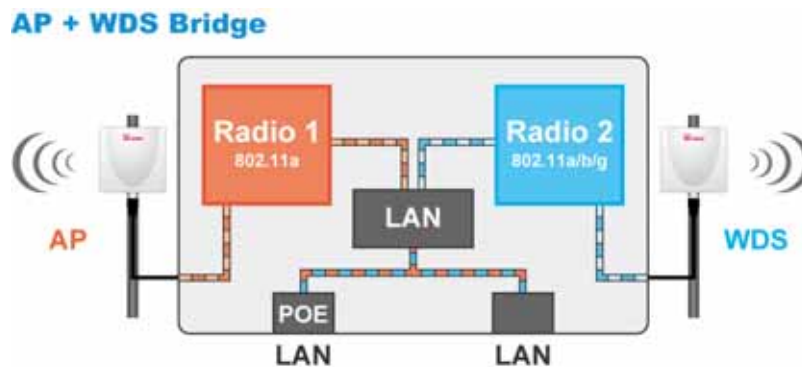 AP + WDS Bridge
Radio 1
802.11a
Radio 2
802.11a/b/g
LAN
AP
WDS
POE
LAN
LAN